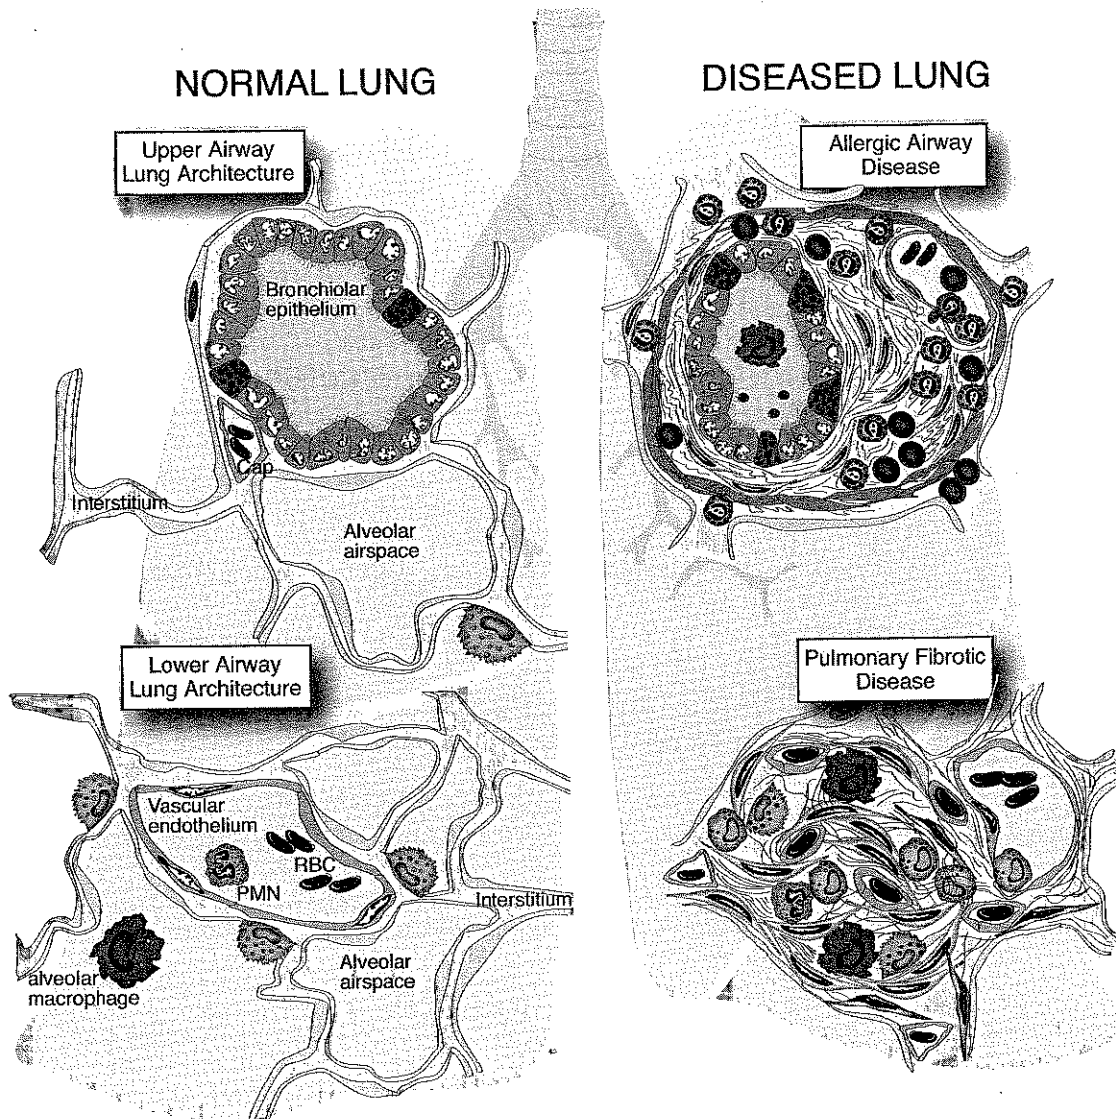 NORMAL LUNG
DISEASED LUNG
Upper Airway
Lung Architecture
Allergic Airway
Disease
Bronchiolar
epithelium
Cap
Interstitium
Alveolar
airspace
Lower Airway
Lung Architecture
Pulmonary Fibrotic
Disease
Vascular
endothelium
RBC
PMN
Interstitium
alveolar
macrophage
Alveolar
airspace